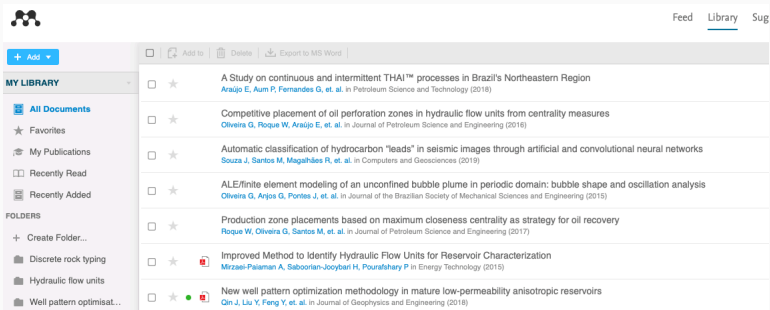 Feed Library Sug
+ Add
Add to Delete Export to MS Word
MY LIBRARY
All Documents
Favorites
My Publications
Recently Read
Recently Added
FOLDERS
+ Create Folder...
Discrete rock typing
Hydraulic flow units
Well pattern optimisat...
A Study on continuous and intermittent THAI™ processes in Brazil's Northeastern Region
Araújo E, Aum P, Fernandes G, et. al. in Petroleum Science and Technology (2018)
Competitive placement of oil perforation zones in hydraulic flow units from centrality measures
Oliveira G, Roque W, Araújo E, et. al. in Journal of Petroleum Science and Engineering (2016)
Automatic classification of hydrocarbon “leads” in seismic images through artificial and convolutional neural networks
Souza J, Santos M, Magalhães R, et. al. in Computers and Geosciences (2019)
ALE/finite element modeling of an unconfined bubble plume in periodic domain: bubble shape and oscillation analysis
Oliveira G, Anjos G, Pontes J, et. al. in Journal of the Brazilian Society of Mechanical Sciences and Engineering (2015)
Production zone placements based on maximum closeness centrality as strategy for oil recovery
Roque W, Oliveira G, Santos M, et. al. in Journal of Petroleum Science and Engineering (2017)
Improved Method to Identify Hydraulic Flow Units for Reservoir Characterization
Mirzaei-Paiaman A, Saboorian-Jooybari H, Pourafshary P in Energy Technology (2015)
New well pattern optimization methodology in mature low-permeability anisotropic reservoirs
Qin J, Liu Y, Feng Y, et. al. in Journal of Geophysics and Engineering (2018)